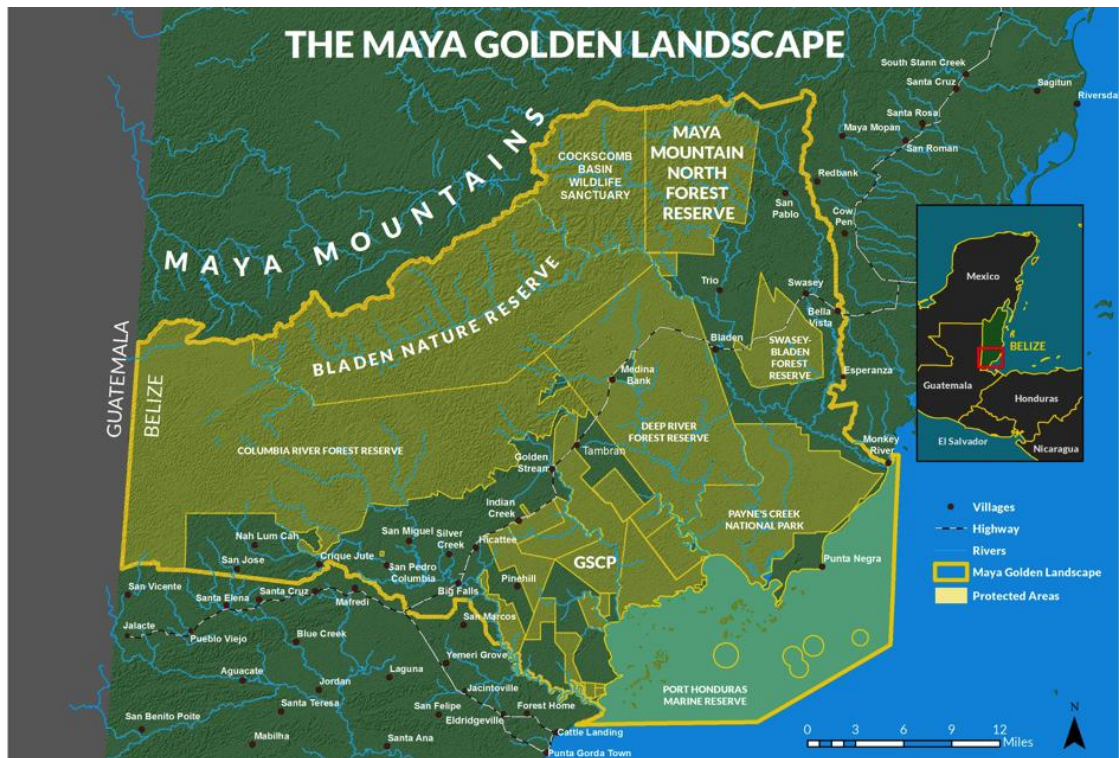 THE MAYA GOLDEN LANDSCAPE
South Stann Creek
Santa Cruz
Sagitun
Riversda
Santa Rosa
Maya Mopan
San Roman
MAYA MOUNTAINS
COCKSCOMB
BASIN
WILDLIFE
SANCTUARY
MAYA
MOUNTAIN
NORTH
FOREST
RESERVE
Redbank
San
Pablo
Cow
Pen
Trio
Swasey
Bella
Vista
BLADEN NATURE RESERVE
Bladen
SWASEY-
BLADEN
FOREST
RESERVE
Esperanza
Medina
Bank
GUATEMALA
BELIZE
COLUMBIA RIVER FOREST RESERVE
DEEP RIVER
FOREST RESERVE
Tambran
Golden
Stream
Monkey
River
Indian
Creek
PAYNE'S CREEK
NATIONAL PARK
Nah Lum Cah
San Jose
San Miguel
Silver
Creek
Hicattee
Crique Jute
San Pedro
Columbia
GSCP
Punta Negra
Pinehill
Big Falls
San Vicente
Santa Elena
Santa Cruz
Mafredi
San Marcos
Jalacte
Pueblo Viejo
Blue Creek
Yemeri Grove
Aguacate
Laguna
Jordan
Jacintoville
Santa Teresa
San Felipe
Forest Home
Eldridgeville
San Benito Poite
Mabilha
Santa Ana
Cattle Landing
Punta Gorda Town
PORT HONDURAS
MARINE RESERVE
Mexico
BELIZE
Guatemala
Honduras
El Salvador
Nicaragua
Villages
Highway
Rivers
Maya Golden Landscape
Protected Areas
N
0 3 6 9 12
Miles